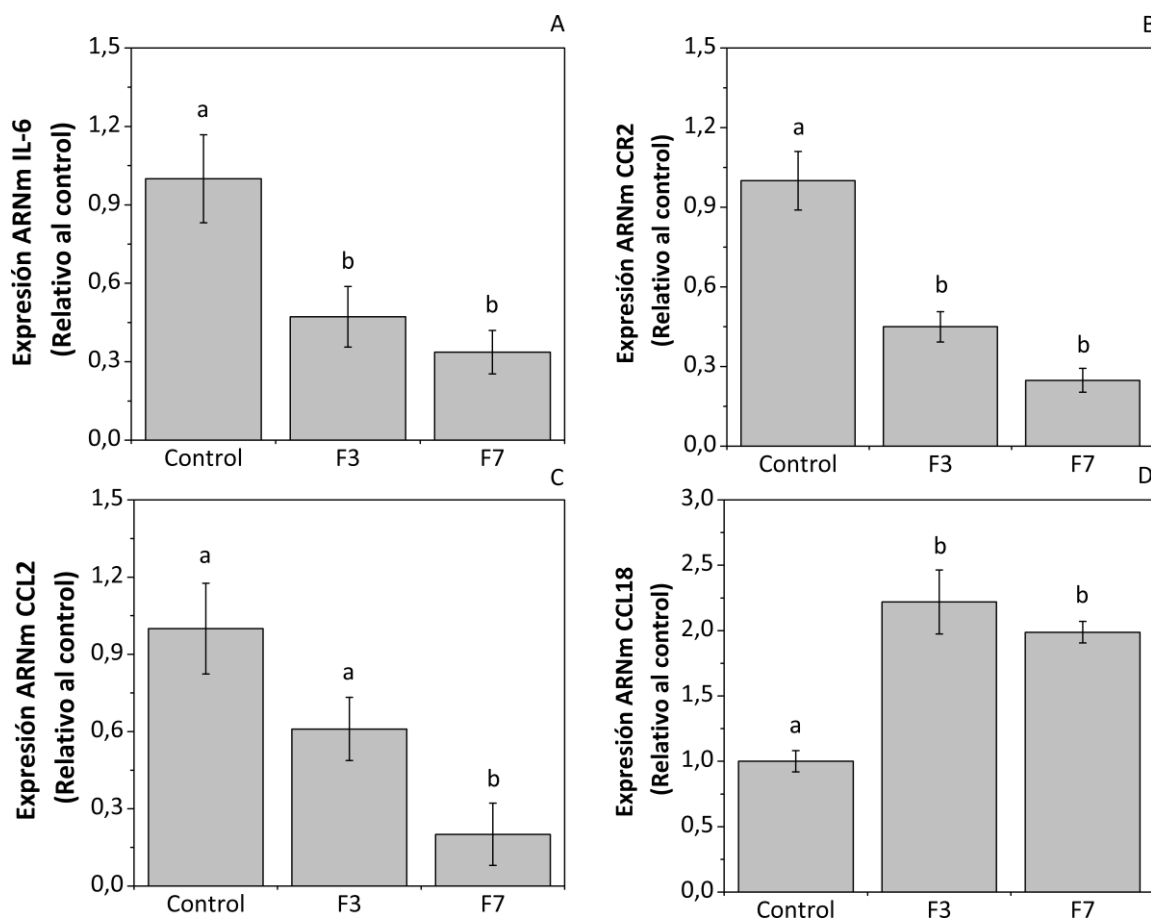 A
Expresión ARNm IL-6
(Relativo al control)
1,5
1,2
0,9
0,6
0,3
0,0
a
b
b
Control
F3
F7
B
Expresión ARNm CCR2
(Relativo al control)
1,5
1,2
0,9
0,6
0,3
0,0
a
b
b
Control
F3
F7
C
Expresión ARNm CCL2
(Relativo al control)
1,5
1,2
0,9
0,6
0,3
0,0
a
a
b
Control
F3
F7
D
Expresión ARNm CCL18
(Relativo al control)
3,0
2,5
2,0
1,5
1,0
0,5
0,0
a
b
b
Control
F3
F7